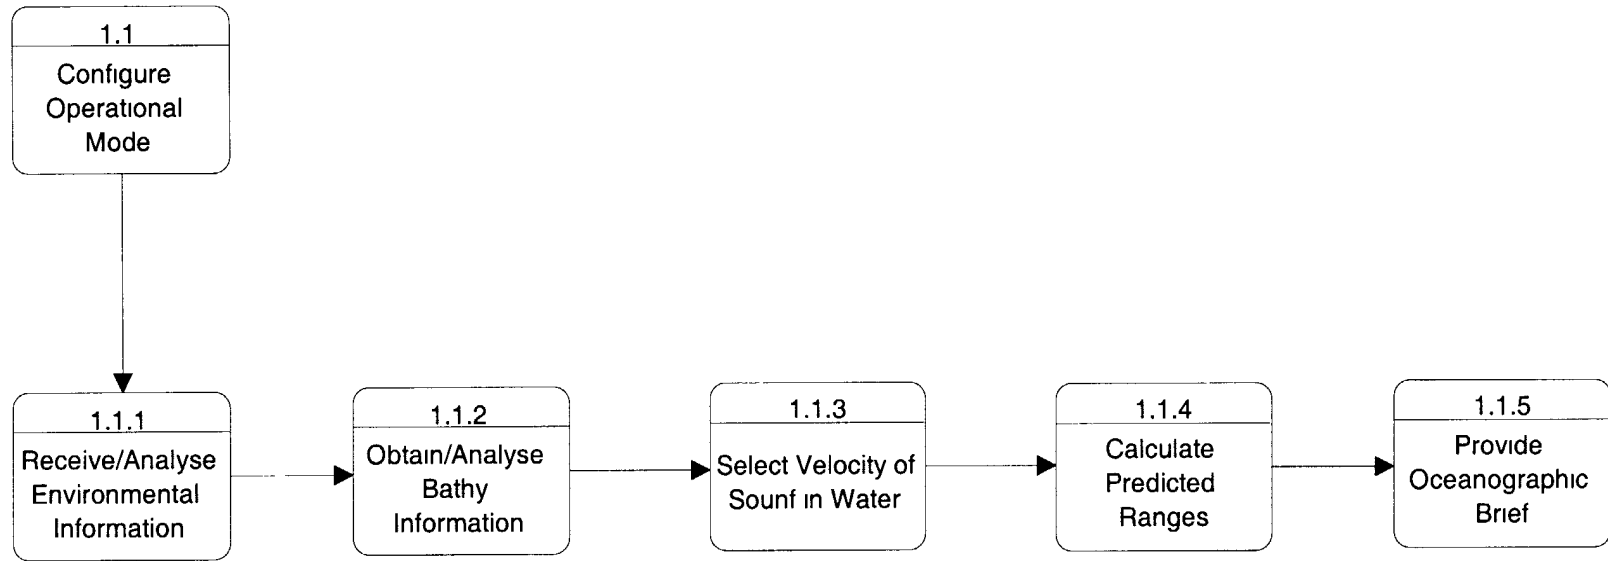 1.1
Configure
Operational
Mode
1.1.1
Receive/Analyse
Environmental
Information
1.1.2
Obtain/Analyse
Bathy
Information
1.1.3
Select Velocity of
Sounf in Water
1.1.4
Calculate
Predicted
Ranges
1.1.5
Provide
Oceanographic
Brief